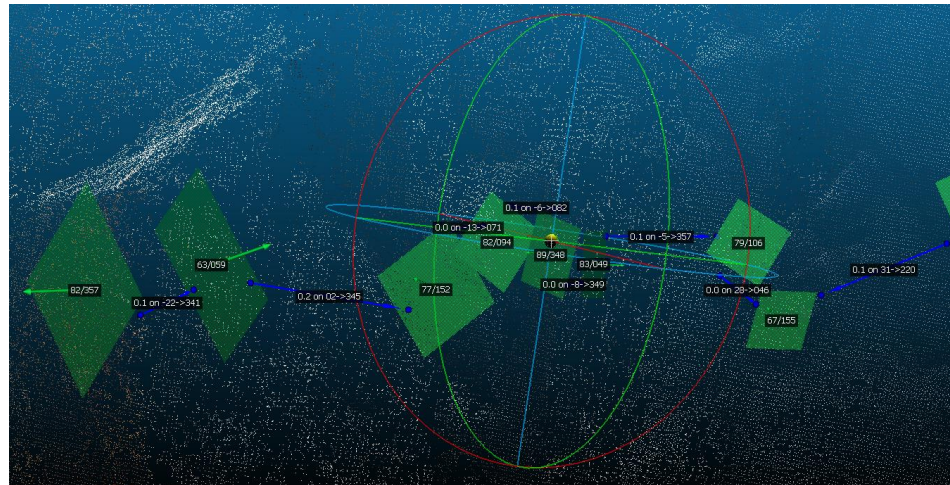 0.1 on -6->082
0.0 on -13->071
0.1 on -5->357
82/094
79/106
89/348
63/059
83/049
0.1 on 31->220
82/357
77/152
0.0 on -8->349
0.0 on 28->046
0.1 on -22->341
0.2 on 02->345
67/155